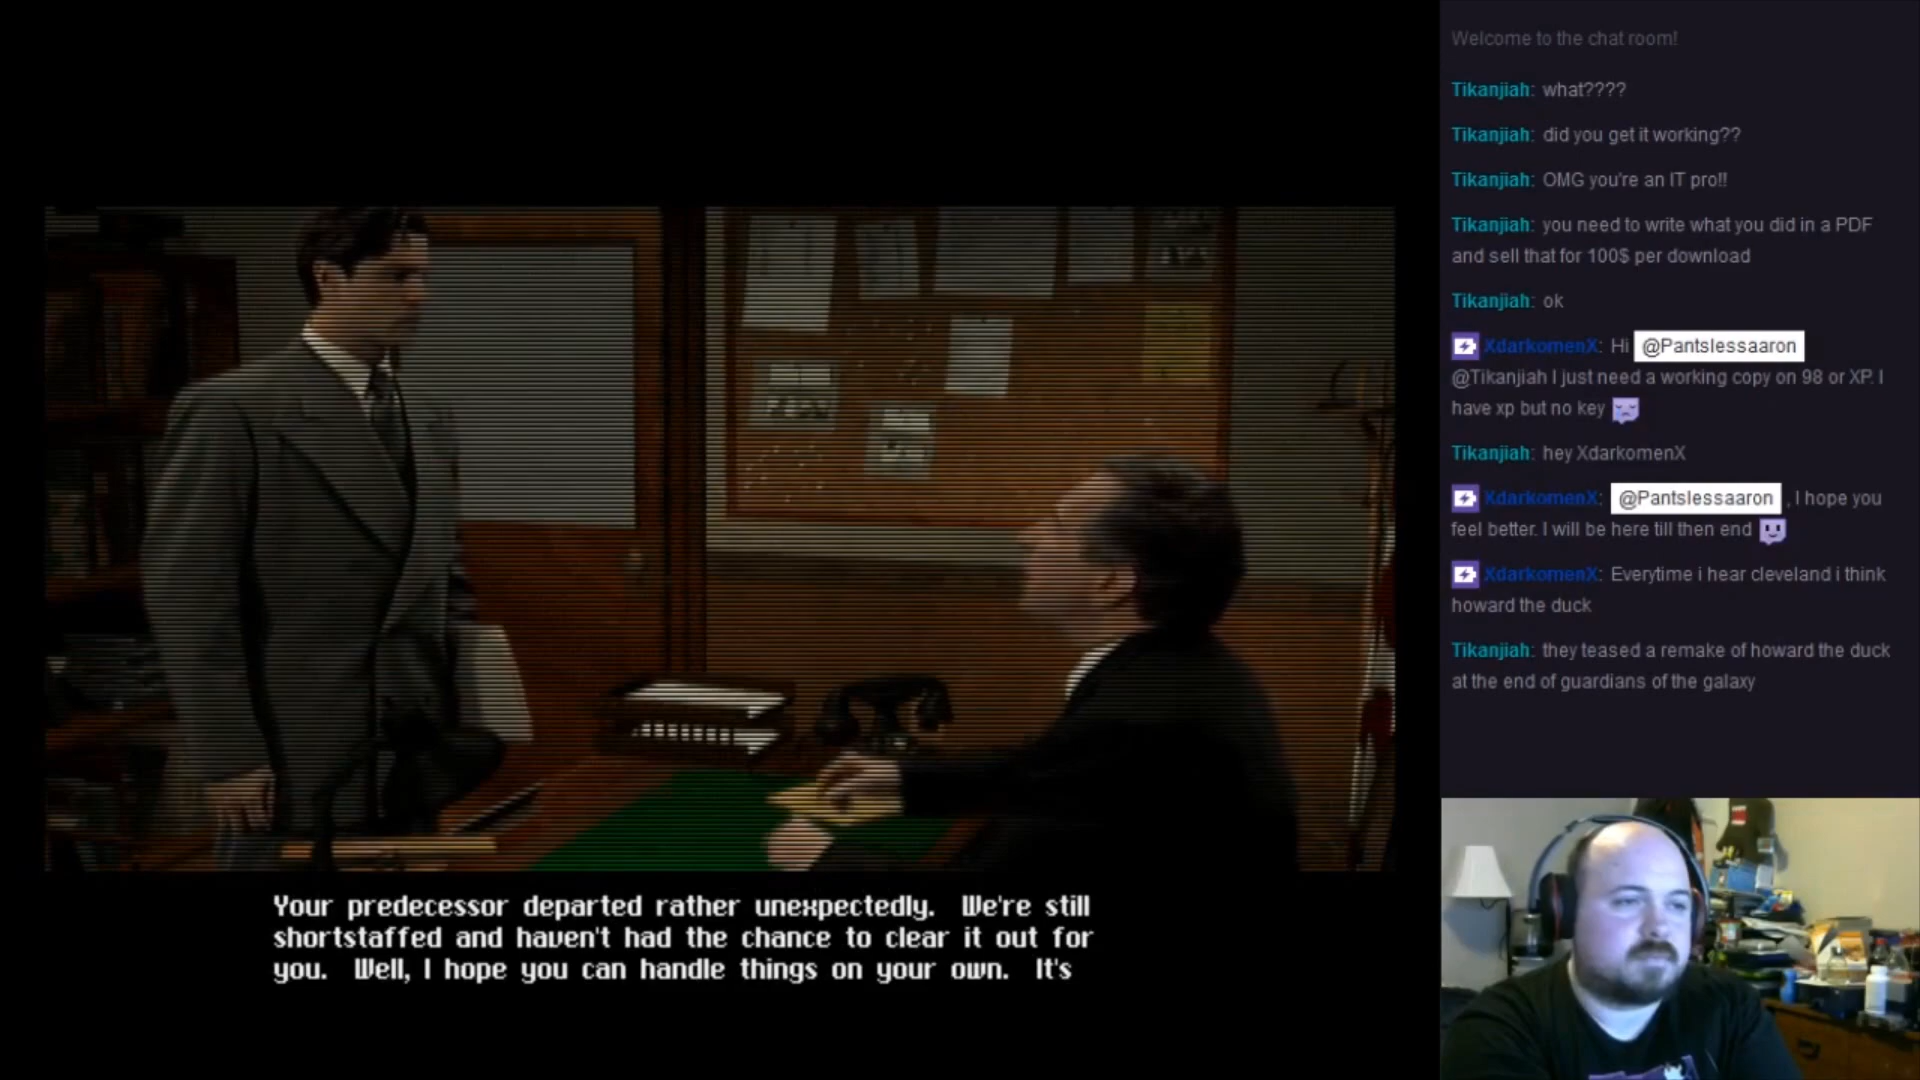 Welcome to the chat room!
Tikanjiah: what????
Tikanjiah: did you get it working??
Tikanjiah: OMG you're an IT pro!!
Tikanjiah: you need to write what you did in a PDF
and sell that for 100$ per download
Tikanjiah: ok
XdarkomenX: Hi @Pantslessaaron
@Tikanjiah I just need a working copy on 98 or XP. I
have xp but no key
Tikanjiah: hey XdarkomenX
XdarkomenX: @Pantslessaaron , I hope you
feel better. I will be here till then end
XdarkomenX: Everytime i hear cleveland i think
howard the duck
Tikanjiah: they teased a remake of howard the duck
at the end of guardians of the galaxy
Your predecessor departed rather unexpectedly. We're still
shortstaffed and haven't had the chance to clear it out for
you. Well, I hope you can handle things on your own. It's